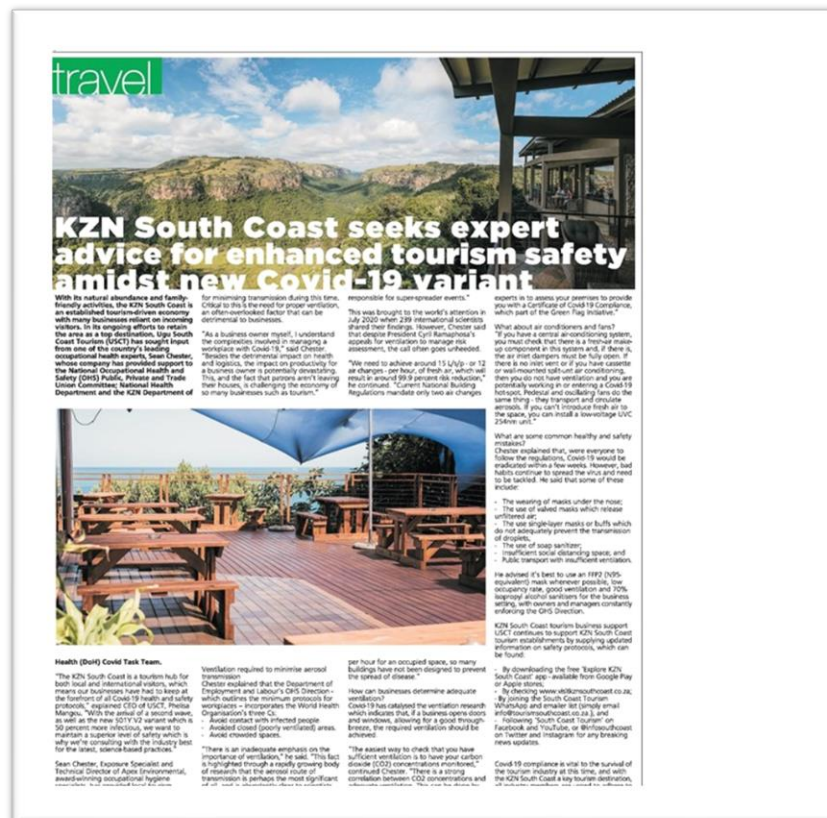 travel
KZN South Coast seeks expert
advice for enhanced tourism safety
amidst new Covid-19 variant
With its natural abundance and family-
friendly activities, the KZN South Coast is
an established tourism-driven economy
with many businesses reliant on incoming
visitors. In its ongoing efforts to retain
the area as a top destination, Ugu South
Coast Tourism (USCT) has sought input
from one of the country's leading
occupational health experts, Sean Chester,
whose company has provided support to
the National Occupational Health and
Safety (OHS) Public, Private and Trade
Union Committee; National Health
Department and the KZN Department of
Health (DoH) Covid Task Team.
"The KZN South Coast is a tourism hub for
both local and international visitors, which
means our businesses have had to keep at
the forefront of all Covid-19 health and safety
protocols," explained CEO of USCT, Phelisa
Mangcu. "With the arrival of a second wave,
as well as the new 501Y.V2 variant which is
50 percent more infectious, we want to
maintain a superior level of safety which is
why we're consulting with the industry best
for the latest, science-based practices."
Sean Chester, Exposure Specialist and
Technical Director of Apex Environmental,
award-winning occupational hygiene
for minimising transmission during this time.
Critical to this is the need for proper ventilation,
an often-overlooked factor that can be
detrimental to businesses.
"As a business owner myself, I understand
the complexities involved in managing a
workplace with Covid-19," said Chester.
"Besides the detrimental impact on health
and logistics, the impact on productivity for
a business owner is potentially devastating.
This, and the fact that patrons aren't leaving
their houses, is challenging the economy of
so many businesses such as tourism."
Ventilation required to minimise aerosol
transmission
Chester explained that the Department of
Employment and Labour's OHS Direction -
which outlines the minimum protocols for
workplaces – incorporates the World Health
Organisation's three Cs:
- Avoid contact with infected people.
- Avoided closed (poorly ventilated) areas.
- Avoid crowded spaces.
"There is an inadequate emphasis on the
importance of ventilation," he said. "This fact
is highlighted through a rapidly growing body
of research that the aerosol route of
transmission is perhaps the most significant
responsible for super-spreader events."
This was brought to the world's attention in
July 2020 when 239 international scientists
shared their findings. However, Chester said
that despite President Cyril Ramaphosa's
appeals for ventilation to manage risk
assessment, the call often goes unheeded.
"We need to achieve around 15 L/s/p - or 12
air changes - per hour, of fresh air, which will
result in around 99.9 percent risk reduction,"
he continued. "Current National Building
Regulations mandate only two air changes
per hour for an occupied space, so many
buildings have not been designed to prevent
the spread of disease."
How can businesses determine adequate
ventilation?
Covid-19 has catalysed the ventilation research
which indicates that, if a business opens doors
and windows, allowing for a good through-
breeze, the required ventilation should be
achieved.
"The easiest way to check that you have
sufficient ventilation is to have your carbon
dioxide (CO2) concentrations monitored,"
continued Chester. "There is a strong
correlation between CO2 concentrations and
experts is to assess your premises to provide
you with a Certificate of Covid-19 Compliance,
which part of the Green Flag Initiative."
What about air conditioners and fans?
"If you have a central air-conditioning system,
you must check that there is a fresh/air make-
up component in this system and, if there is,
the air inlet dampers must be fully open. If
there is no inlet vent or if you have cassette
or wall-mounted split-unit air conditioning,
then you do not have ventilation and you are
potentially working in or entering a Covid-19
hot-spot. Pedestal and oscillating fans do the
same thing - they transport and circulate
aerosols. If you can't introduce fresh air to
the space, you can install a low-voltage UVC
254nm unit."
What are some common healthy and safety
mistakes?
Chester explained that, were everyone to
follow the regulations, Covid-19 would be
eradicated within a few weeks. However, bad
habits continue to spread the virus and need
to be tackled. He said that some of these
include:
- The wearing of masks under the nose;
- The use of valved masks which release
unfiltered air;
- The use single-layer masks or buffs which
do not adequately prevent the transmission
of droplets,
- The use of soap sanitizer;
- Insufficient social distancing space; and
- Public transport with insufficient ventilation.
He advised it's best to use an FFP2 (N95-
equivalent) mask whenever possible, low
occupancy rate, good ventilation and 70%
isopropyl alcohol sanitisers for the business
setting, with owners and managers constantly
enforcing the OHS Direction.
KZN South Coast tourism business support
USCT continues to support KZN South Coast
tourism establishments by supplying updated
information on safety protocols, which can
be found:
- By downloading the free 'Explore KZN
South Coast' app - available from Google Play
or Apple stores;
- By checking www.visitkznsouthcoast.co.za;
- By joining the South Coast Tourism
WhatsApp and emailer list (simply email
info@tourismsouthcoast.co.za ), and
- Following 'South Coast Tourism' on
Facebook and YouTube, or @infosouthcoast
on Twitter and Instagram for any breaking
news updates.
Covid-19 compliance is vital to the survival of
the tourism industry at this time, and with
the KZN South Coast a key tourism destination,